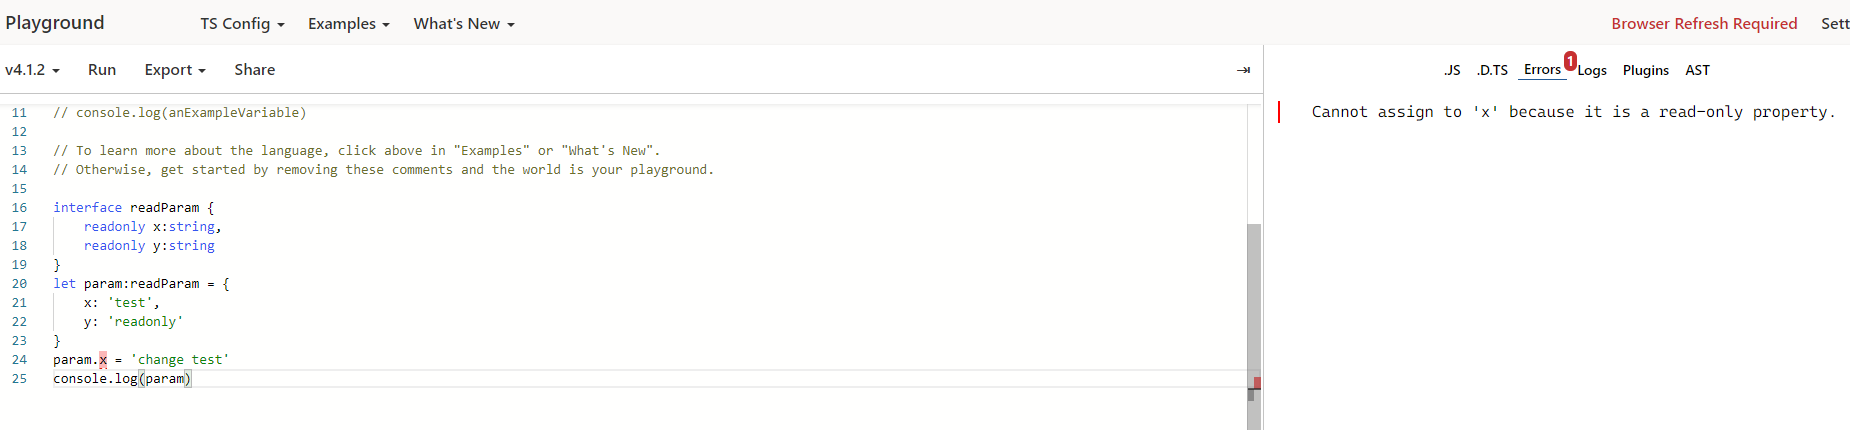 Playground TS Config Examples What's New Browser Refresh Required Sett
v4.1.2 Run Export Share
.JS .D.TS Errors 1 Logs Plugins AST
11 // console.log(anExampleVariable)
12
13 // To learn more about the language, click above in "Examples" or "What's New".
14 // Otherwise, get started by removing these comments and the world is your playground.
15
16 interface readParam {
17 readonly x:string,
18 readonly y:string
19 }
20 let param:readParam = {
21 x: 'test',
22 y: 'readonly'
23 }
24 param.x = 'change test'
25 console.log(param)
Cannot assign to 'x' because it is a read-only property.